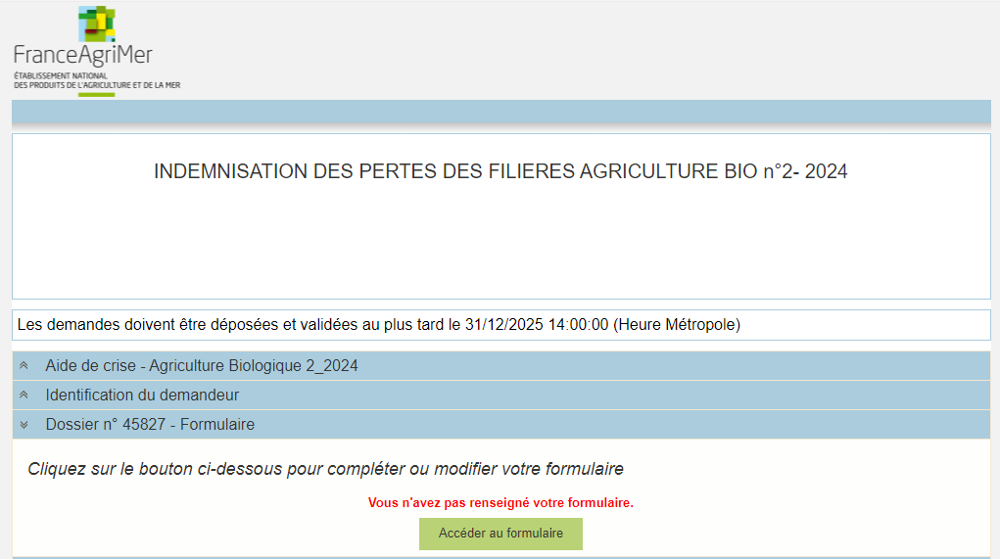 FranceAgriMer
ÉTABLISSEMENT NATIONAL
DES PRODUITS DE L'AGRICULTURE ET DE LA MER
INDEMNISATION DES PERTES DES FILIERES AGRICULTURE BIO n°2- 2024
Les demandes doivent être déposées et validées au plus tard le 31/12/2025 14:00:00 (Heure Métropole)
Aide de crise - Agriculture Biologique 2_2024
Identification du demandeur
Dossier n° 45827 - Formulaire
Cliquez sur le bouton ci-dessous pour compléter ou modifier votre formulaire
Vous n'avez pas renseigné votre formulaire.
Accéder au formulaire